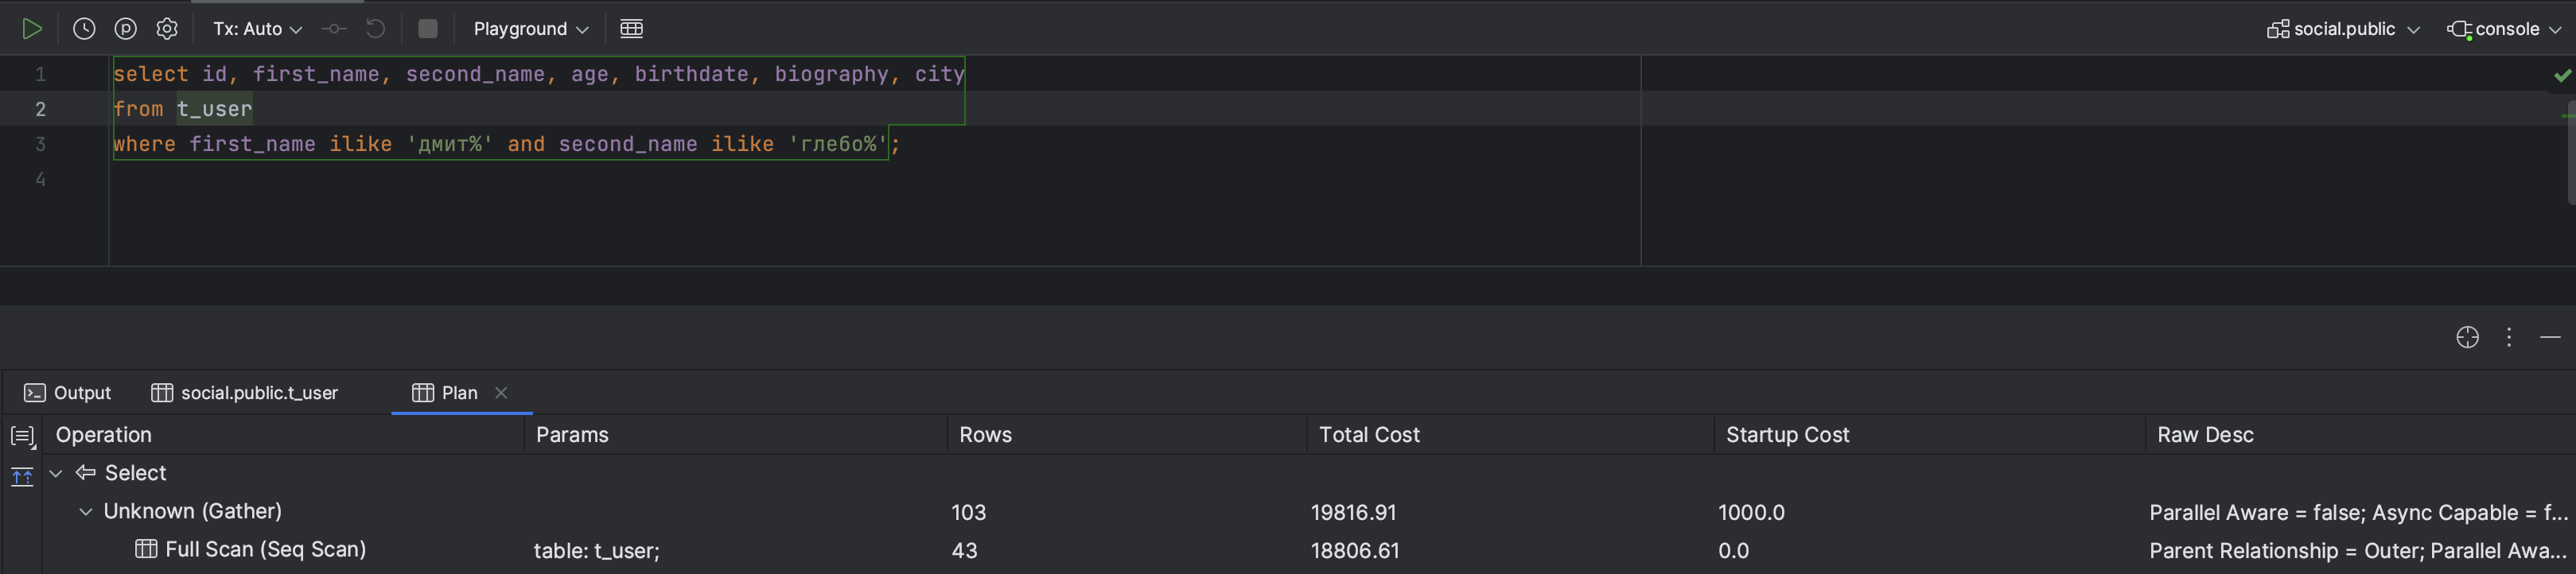 Tx: Auto Playground social.public console
1 select id, first_name, second_name, age, birthdate, biography, city
2 from t_user
3 where first_name ilike 'дмит%' and second_name ilike 'глебо%';
4
Output social.public.t_user Plan
Operation Params Rows Total Cost Startup Cost Raw Desc
Select
Unknown (Gather) 103 19816.91 1000.0 Parallel Aware = false; Async Capable = f...
Full Scan (Seq Scan) table: t_user; 43 18806.61 0.0 Parent Relationship = Outer; Parallel Awa...